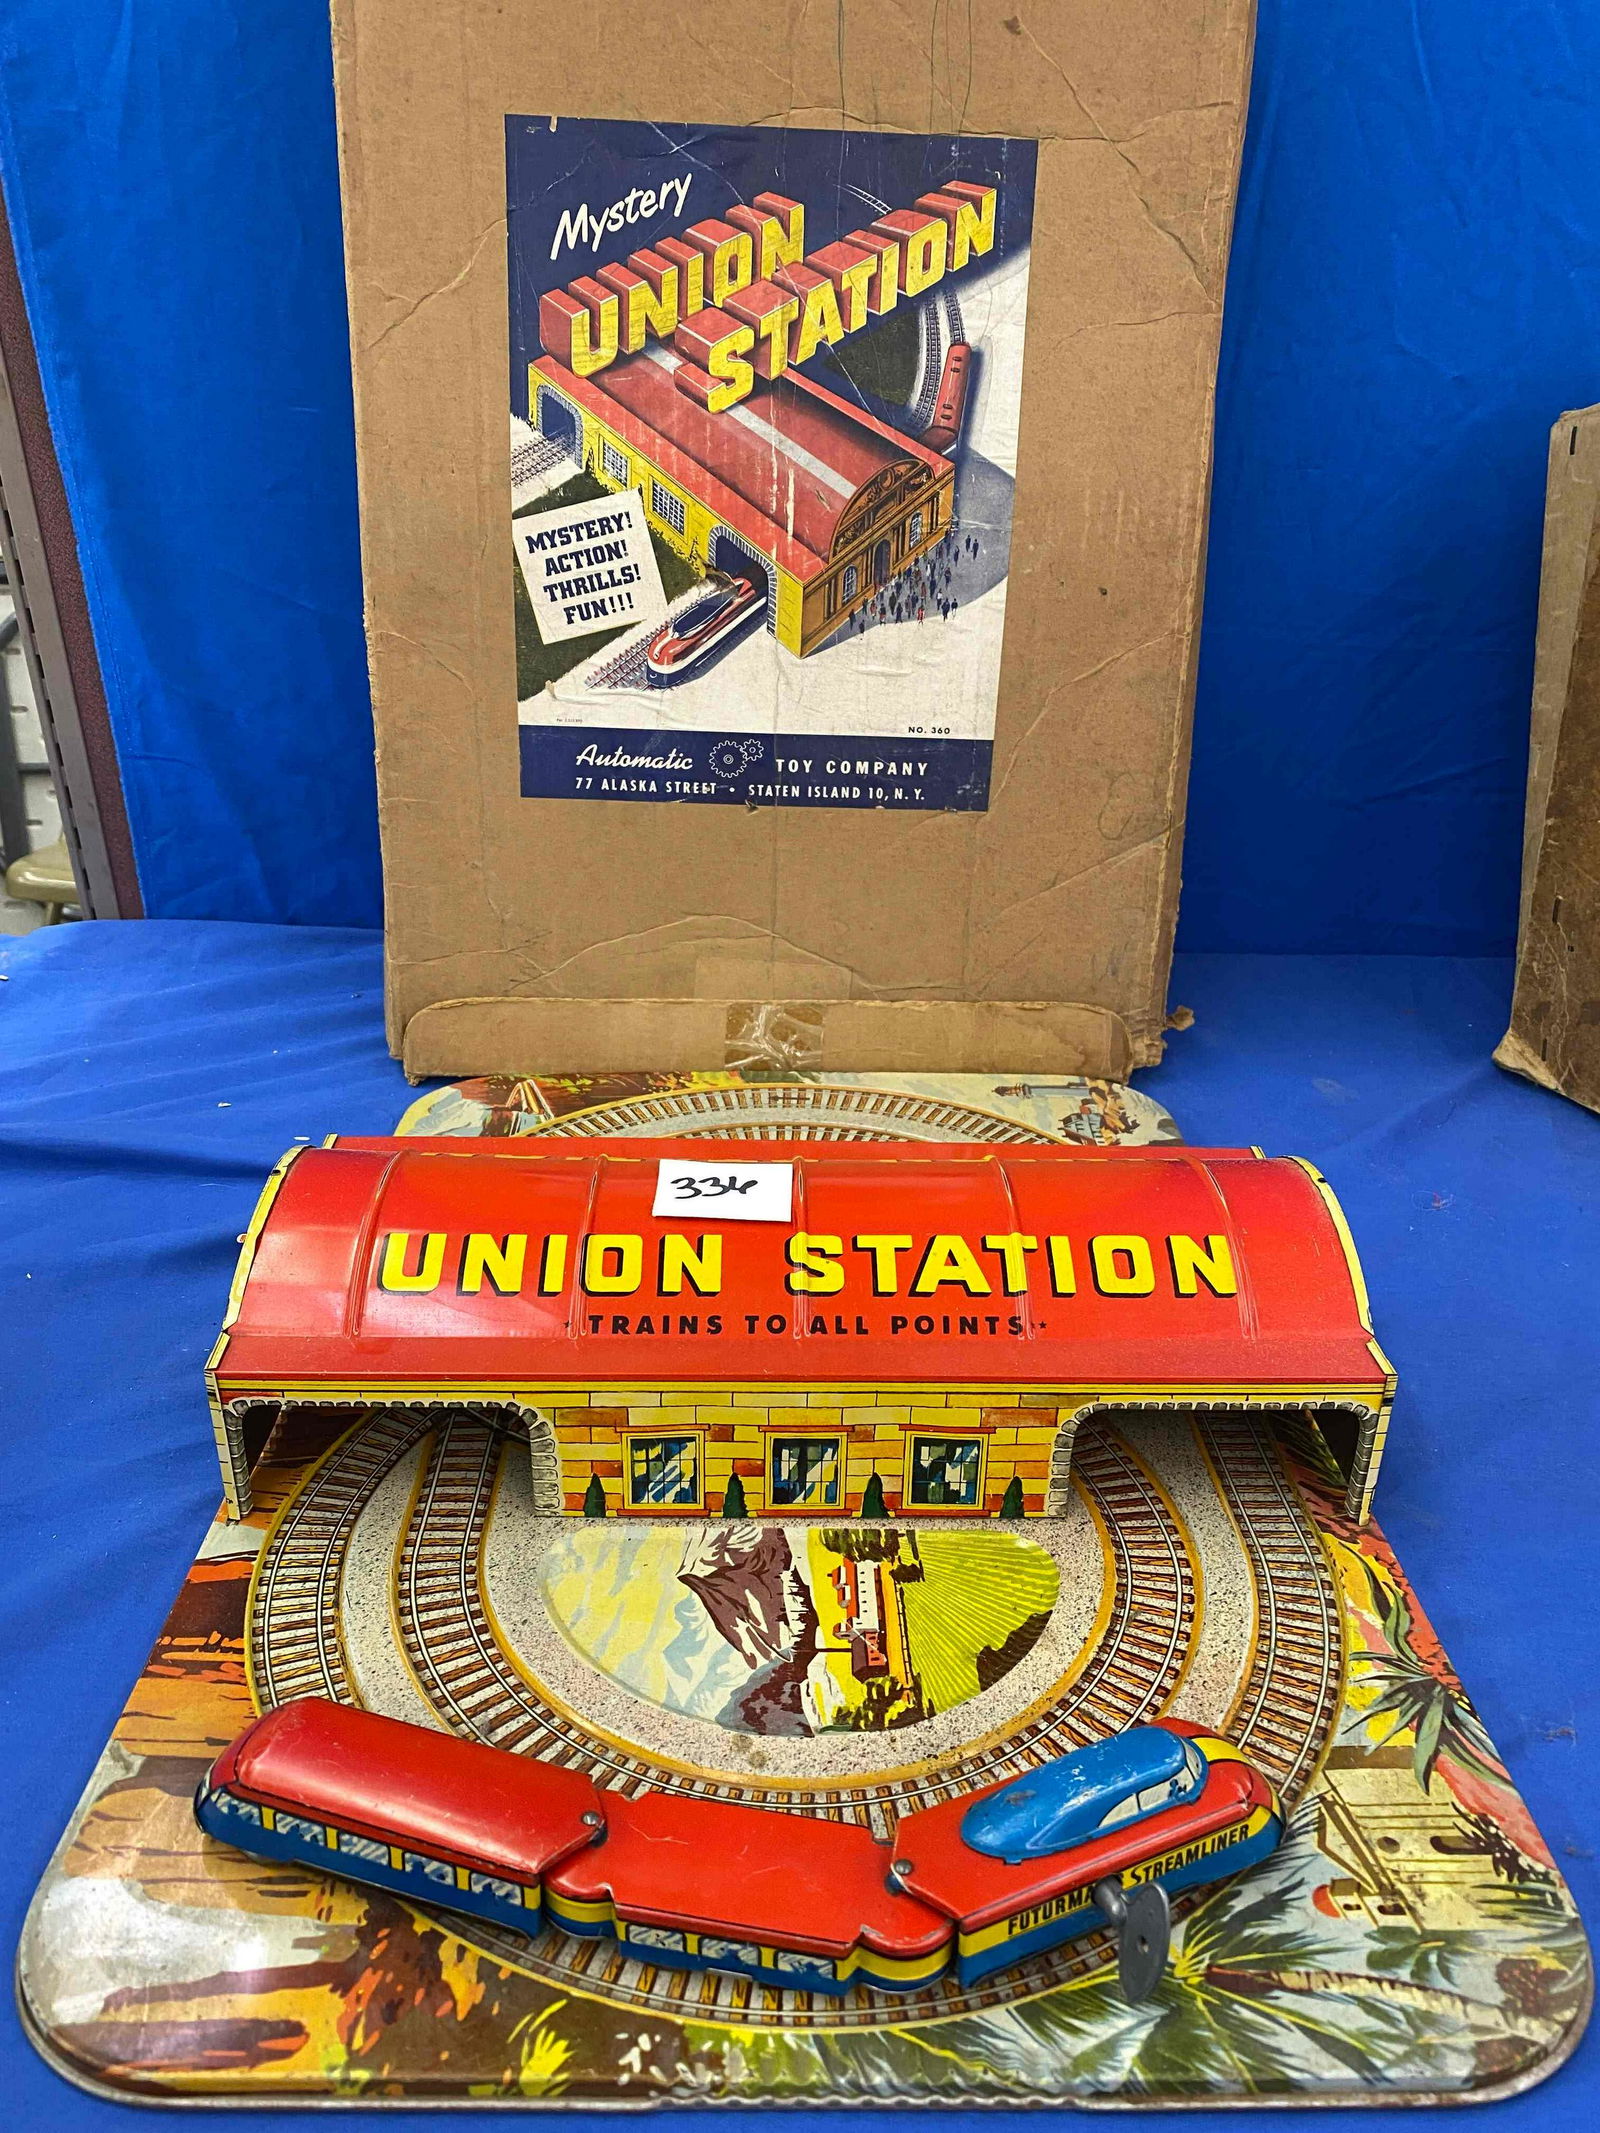 Mystery
UNION
STATION
MYSTERY!
ACTION!
THRILLS!
FUN!!!
NO. 360
Automatic TOY COMPANY
77 ALASKA STREET • STATEN ISLAND 10, N. Y.
336
UNION STATION
TRAINS TO ALL POINTS
STREAMLINER